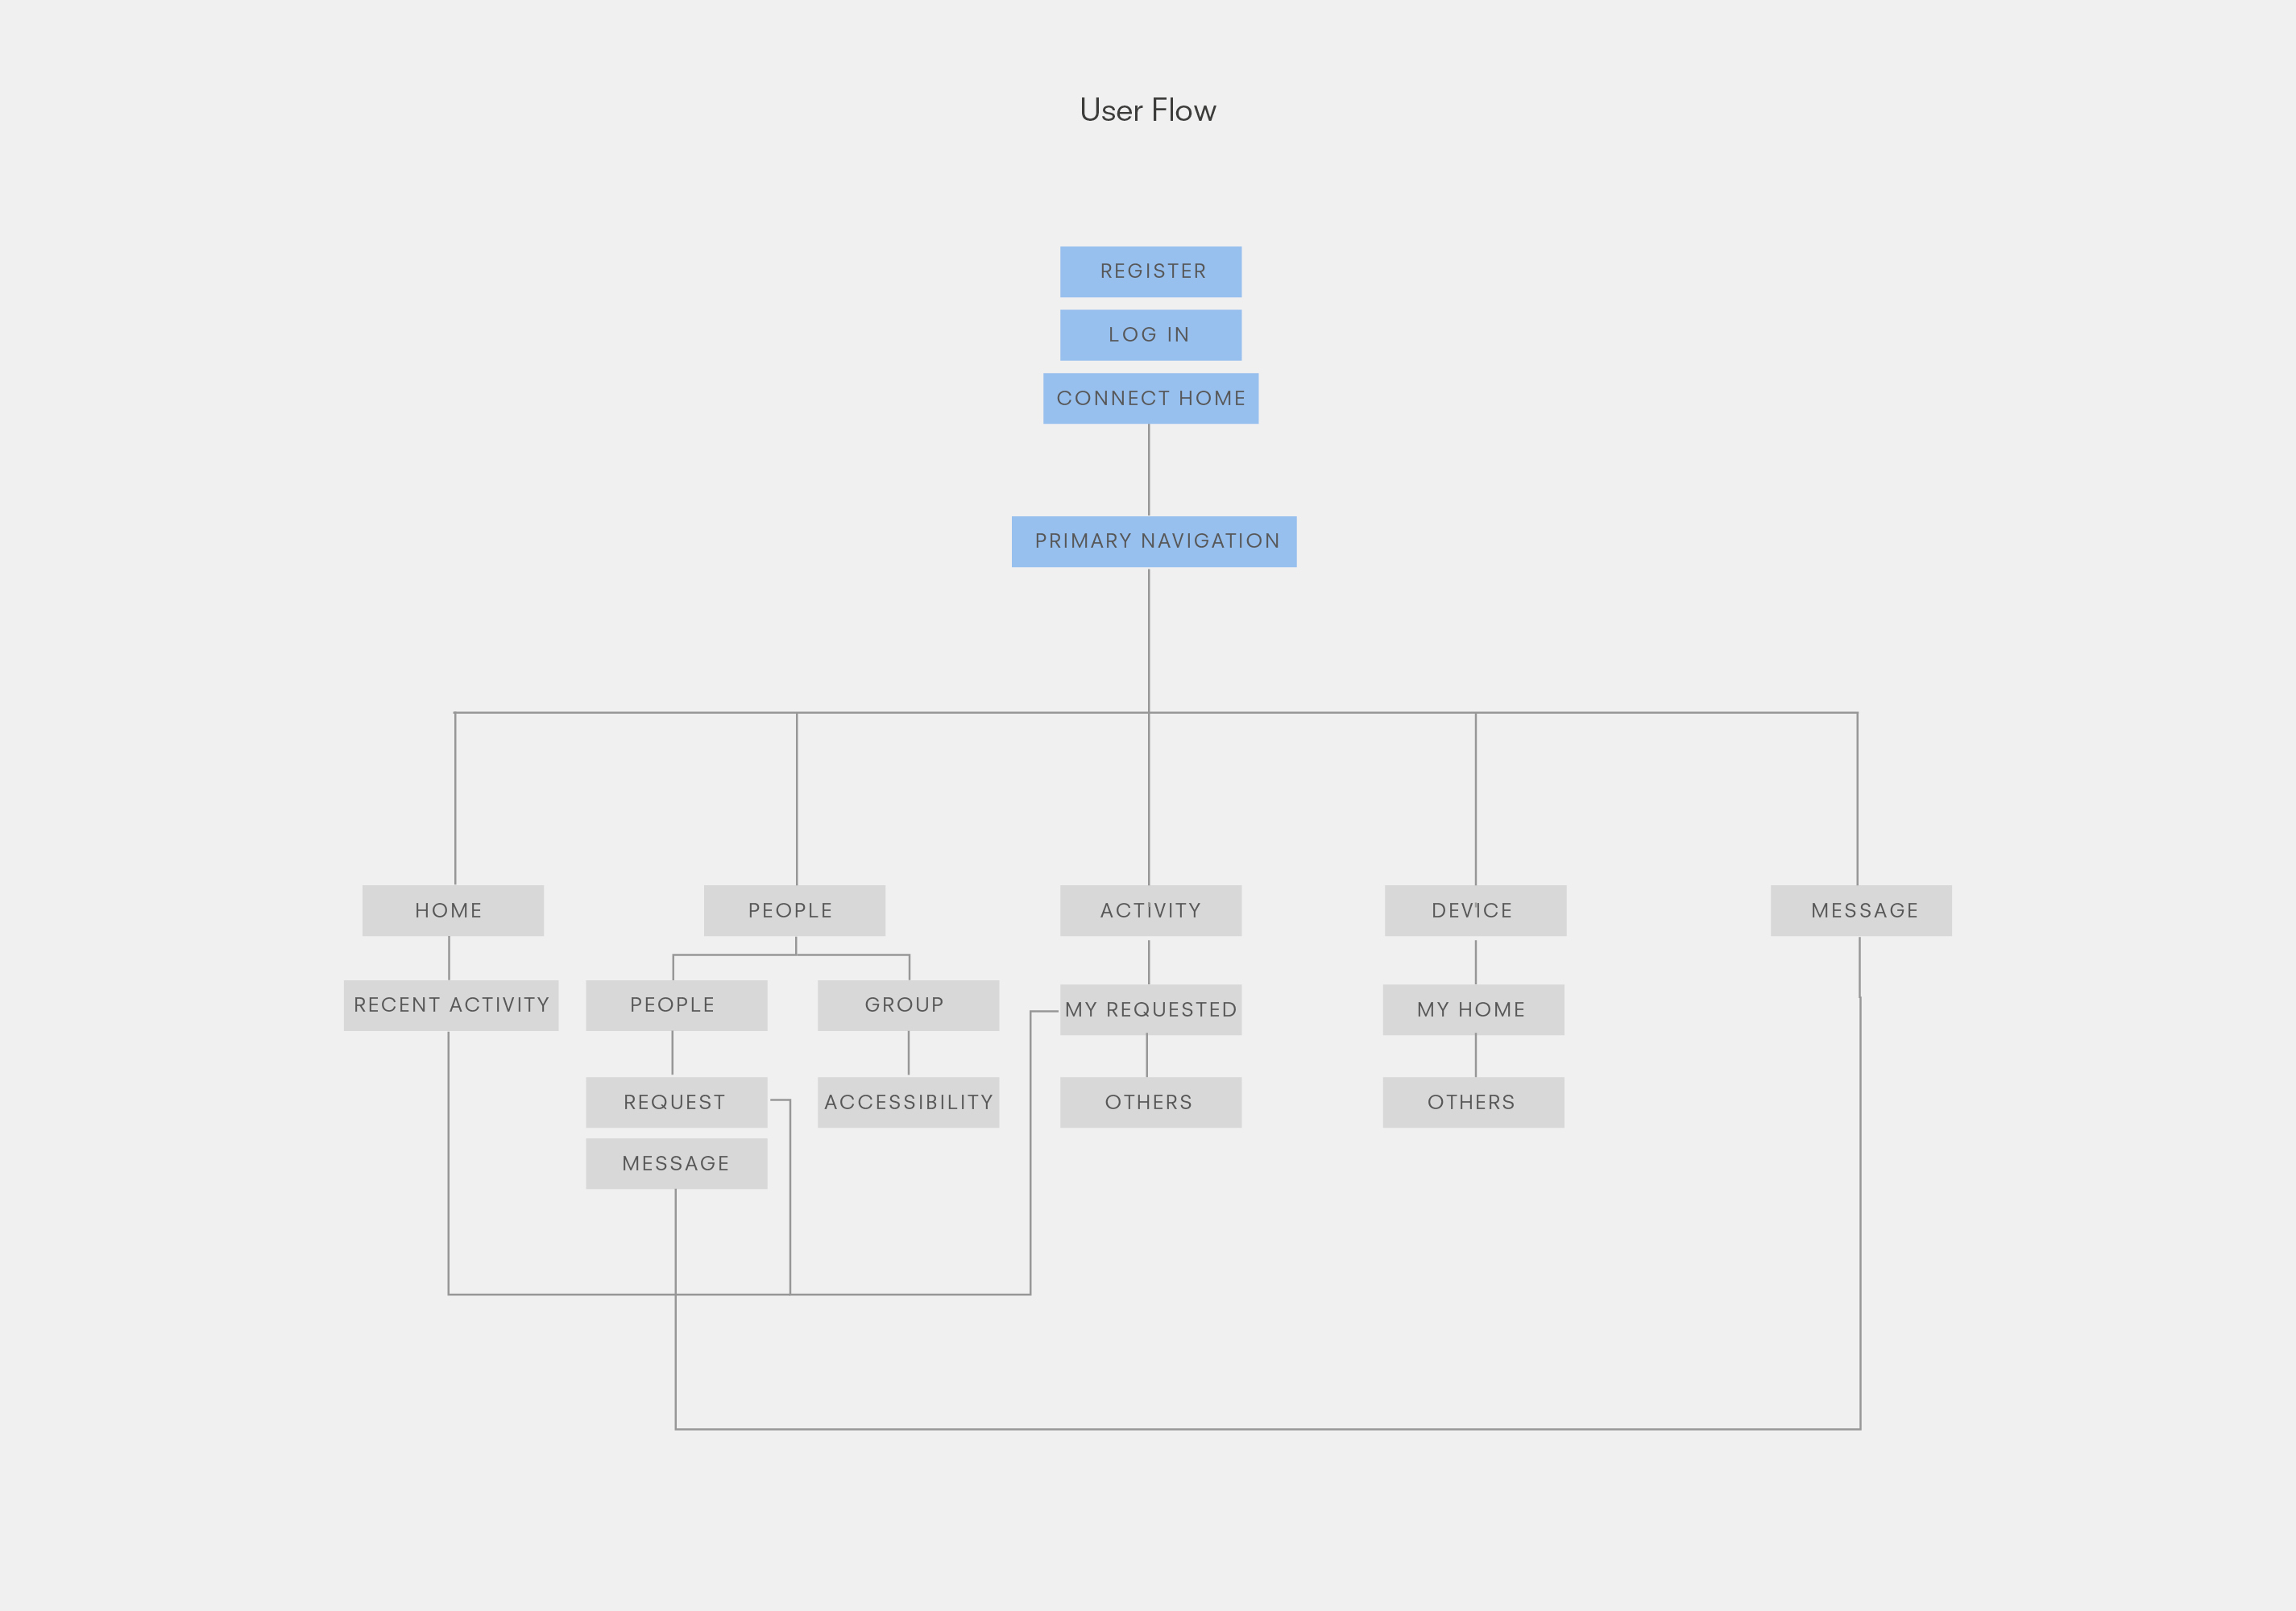 User Flow
REGISTER
LOG IN
CONNECT HOME
PRIMARY NAVIGATION
HOME
PEOPLE
ACTIVITY
DEVICE
MESSAGE
RECENT ACTIVITY
PEOPLE
GROUP
MY REQUESTED
MY HOME
REQUEST
ACCESSIBILITY
OTHERS
OTHERS
MESSAGE